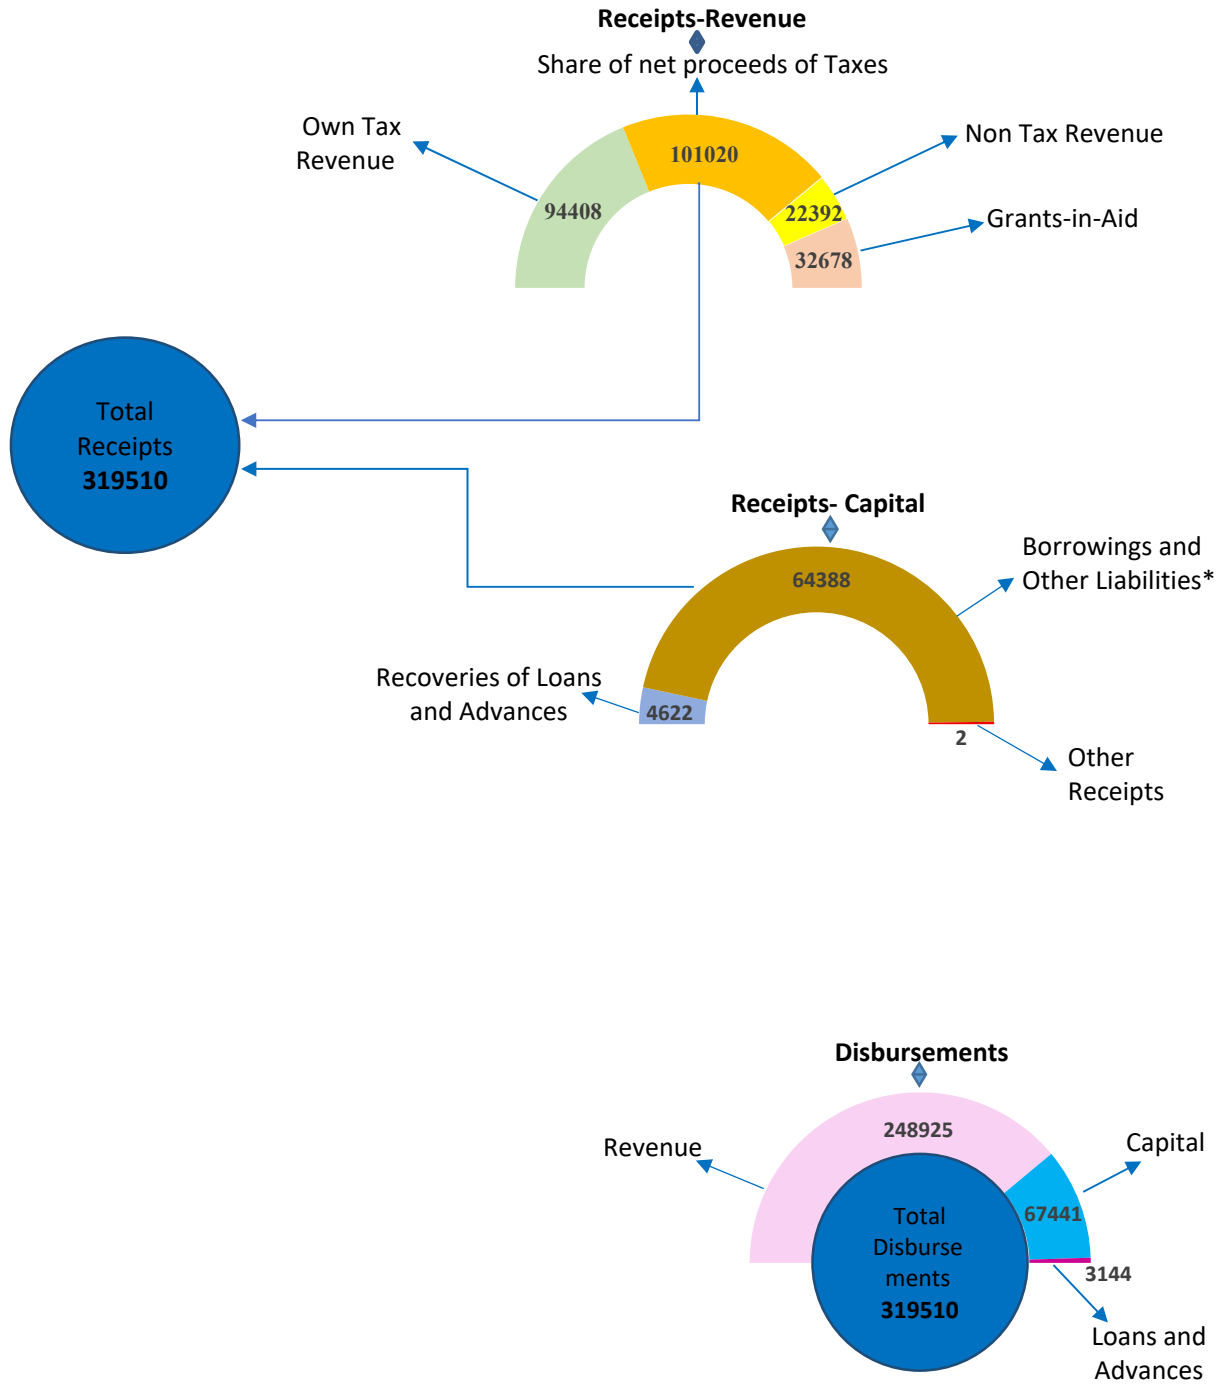 Receipts-Revenue
Share of net proceeds of Taxes
Own Tax
Revenue
Non Tax Revenue
101020
94408
22392
Grants-in-Aid
32678
Total
Receipts
319510
Receipts- Capital
Borrowings and
Other Liabilities*
64388
Recoveries of Loans
and Advances
4622
2
Other
Receipts
Disbursements
248925
Revenue
Capital
67441
Total
Disburse
ments
319510
3144
Loans and
Advances